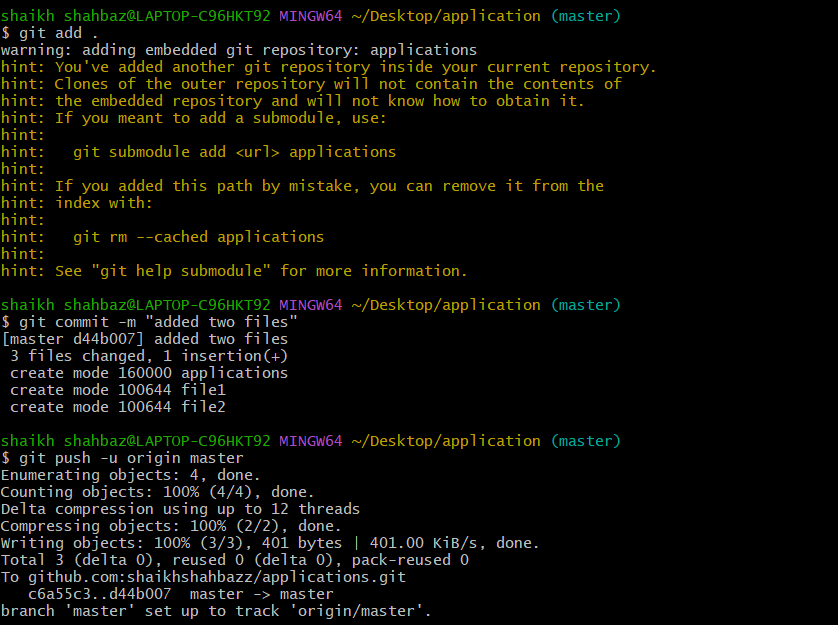 shaikh shahbaz@LAPTOP-C96HKT92 MINGW64 ~/Desktop/application (master)
$ git add .
warning: adding embedded git repository: applications
hint: You've added another git repository inside your current repository.
hint: Clones of the outer repository will not contain the contents of
hint: the embedded repository and will not know how to obtain it.
hint: If you meant to add a submodule, use:
hint:
hint:   git submodule add <url> applications
hint:
hint: If you added this path by mistake, you can remove it from the
hint: index with:
hint:
hint:   git rm --cached applications
hint:
hint: See "git help submodule" for more information.

shaikh shahbaz@LAPTOP-C96HKT92 MINGW64 ~/Desktop/application (master)
$ git commit -m "added two files"
[master d44b007] added two files
 3 files changed, 1 insertion(+)
 create mode 160000 applications
 create mode 100644 file1
 create mode 100644 file2

shaikh shahbaz@LAPTOP-C96HKT92 MINGW64 ~/Desktop/application (master)
$ git push -u origin master
Enumerating objects: 4, done.
Counting objects: 100% (4/4), done.
Delta compression using up to 12 threads
Compressing objects: 100% (2/2), done.
Writing objects: 100% (3/3), 401 bytes | 401.00 KiB/s, done.
Total 3 (delta 0), reused 0 (delta 0), pack-reused 0
To github.com:shaikhshahbazz/applications.git
   c6a55c3..d44b007  master -> master
branch 'master' set up to track 'origin/master'.